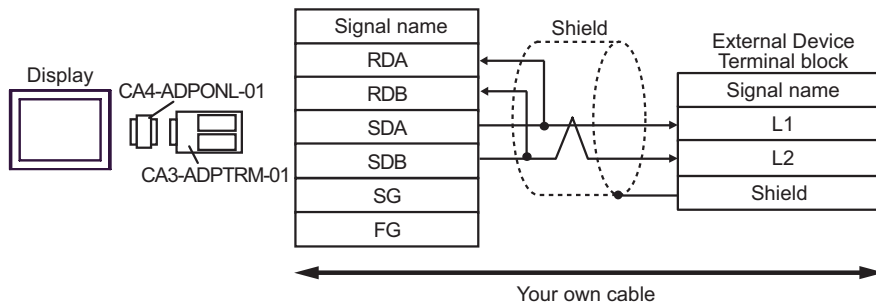 Display
CA4-ADPONL-01
CA3-ADPTRM-01
Signal name
RDA
RDB
SDA
SDB
SG
FG
Shield
External Device
Terminal block
Signal name
L1
L2
Shield
Your own cable